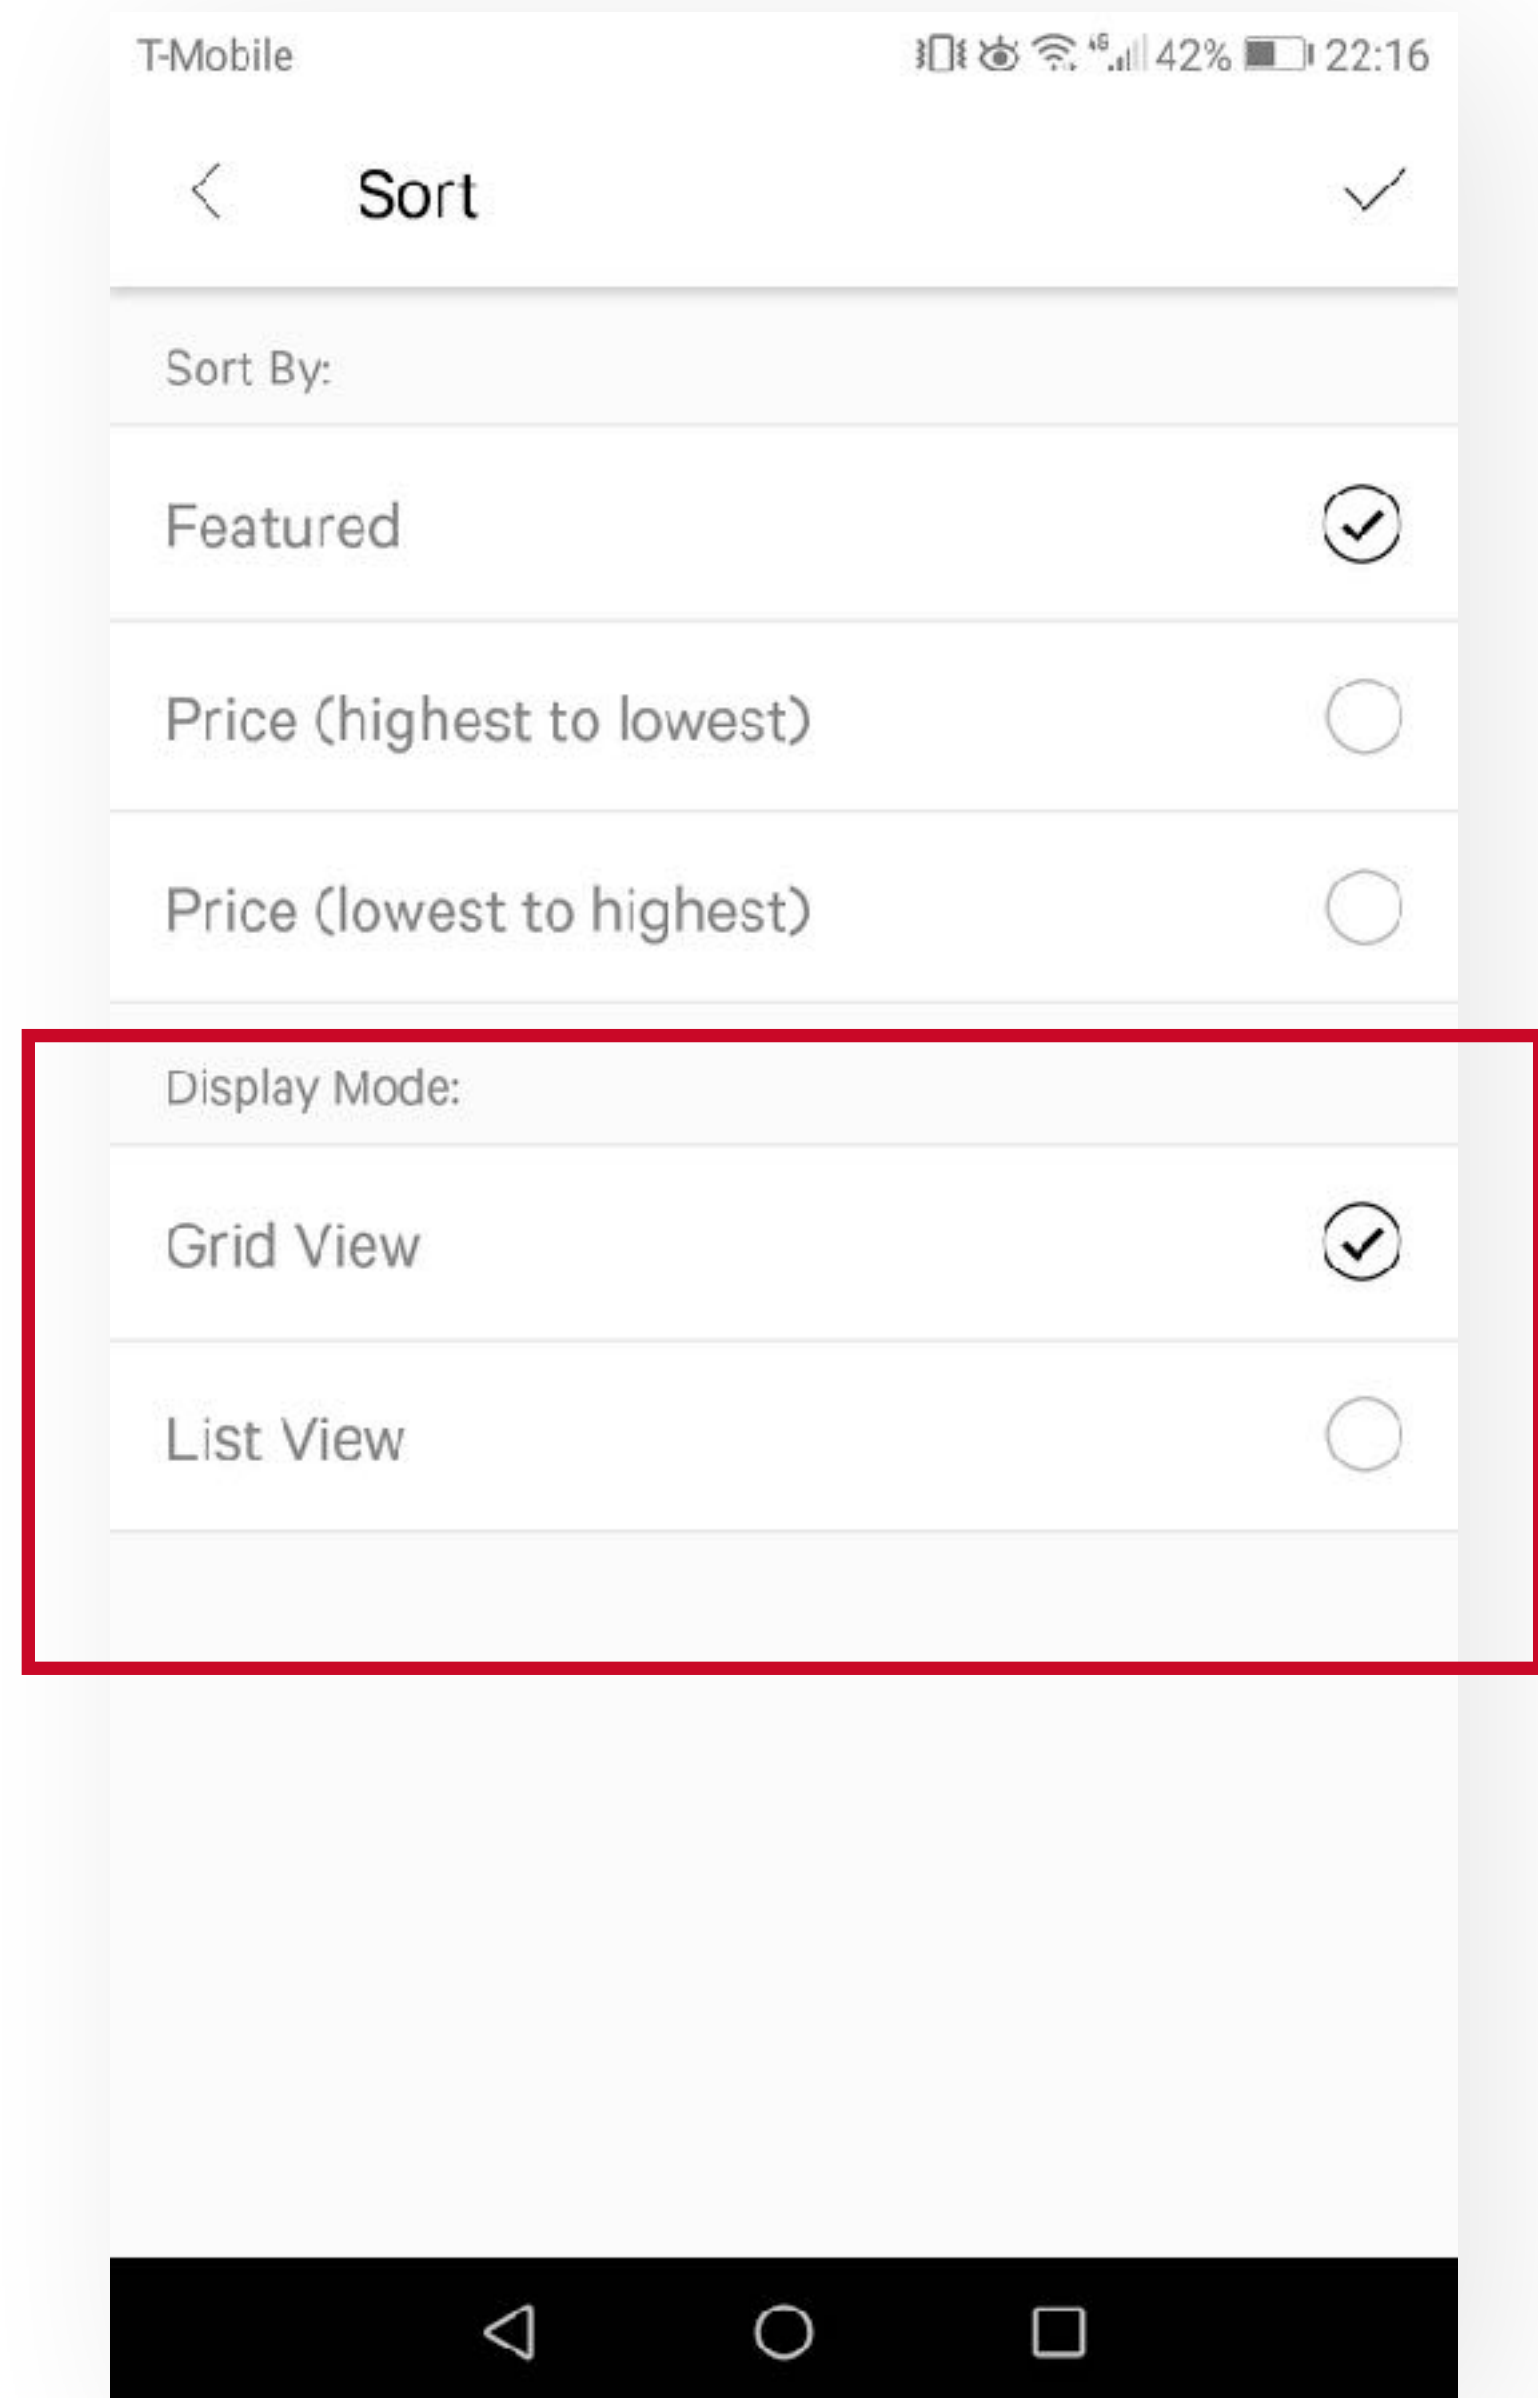 T-Mobile 4G 42% 22:16
Sort
Sort By:
Featured
Price (highest to lowest)
Price (lowest to highest)
Display Mode:
Grid View
List View